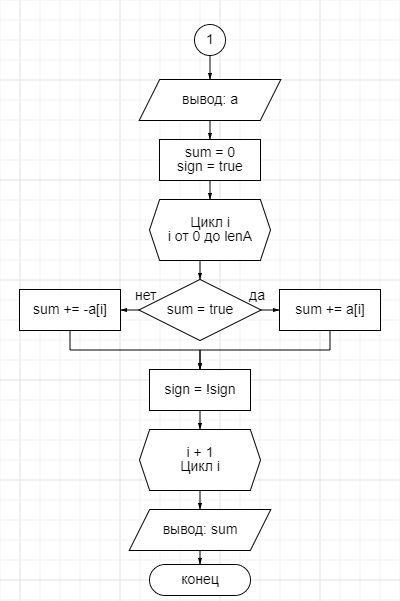 1
вывод: a
sum = 0
sign = true
Цикл i
i от 0 до lenA
нет
да
sum += -a[i]
sum = true
sum += a[i]
sign = !sign
i + 1
Цикл i
вывод: sum
конец